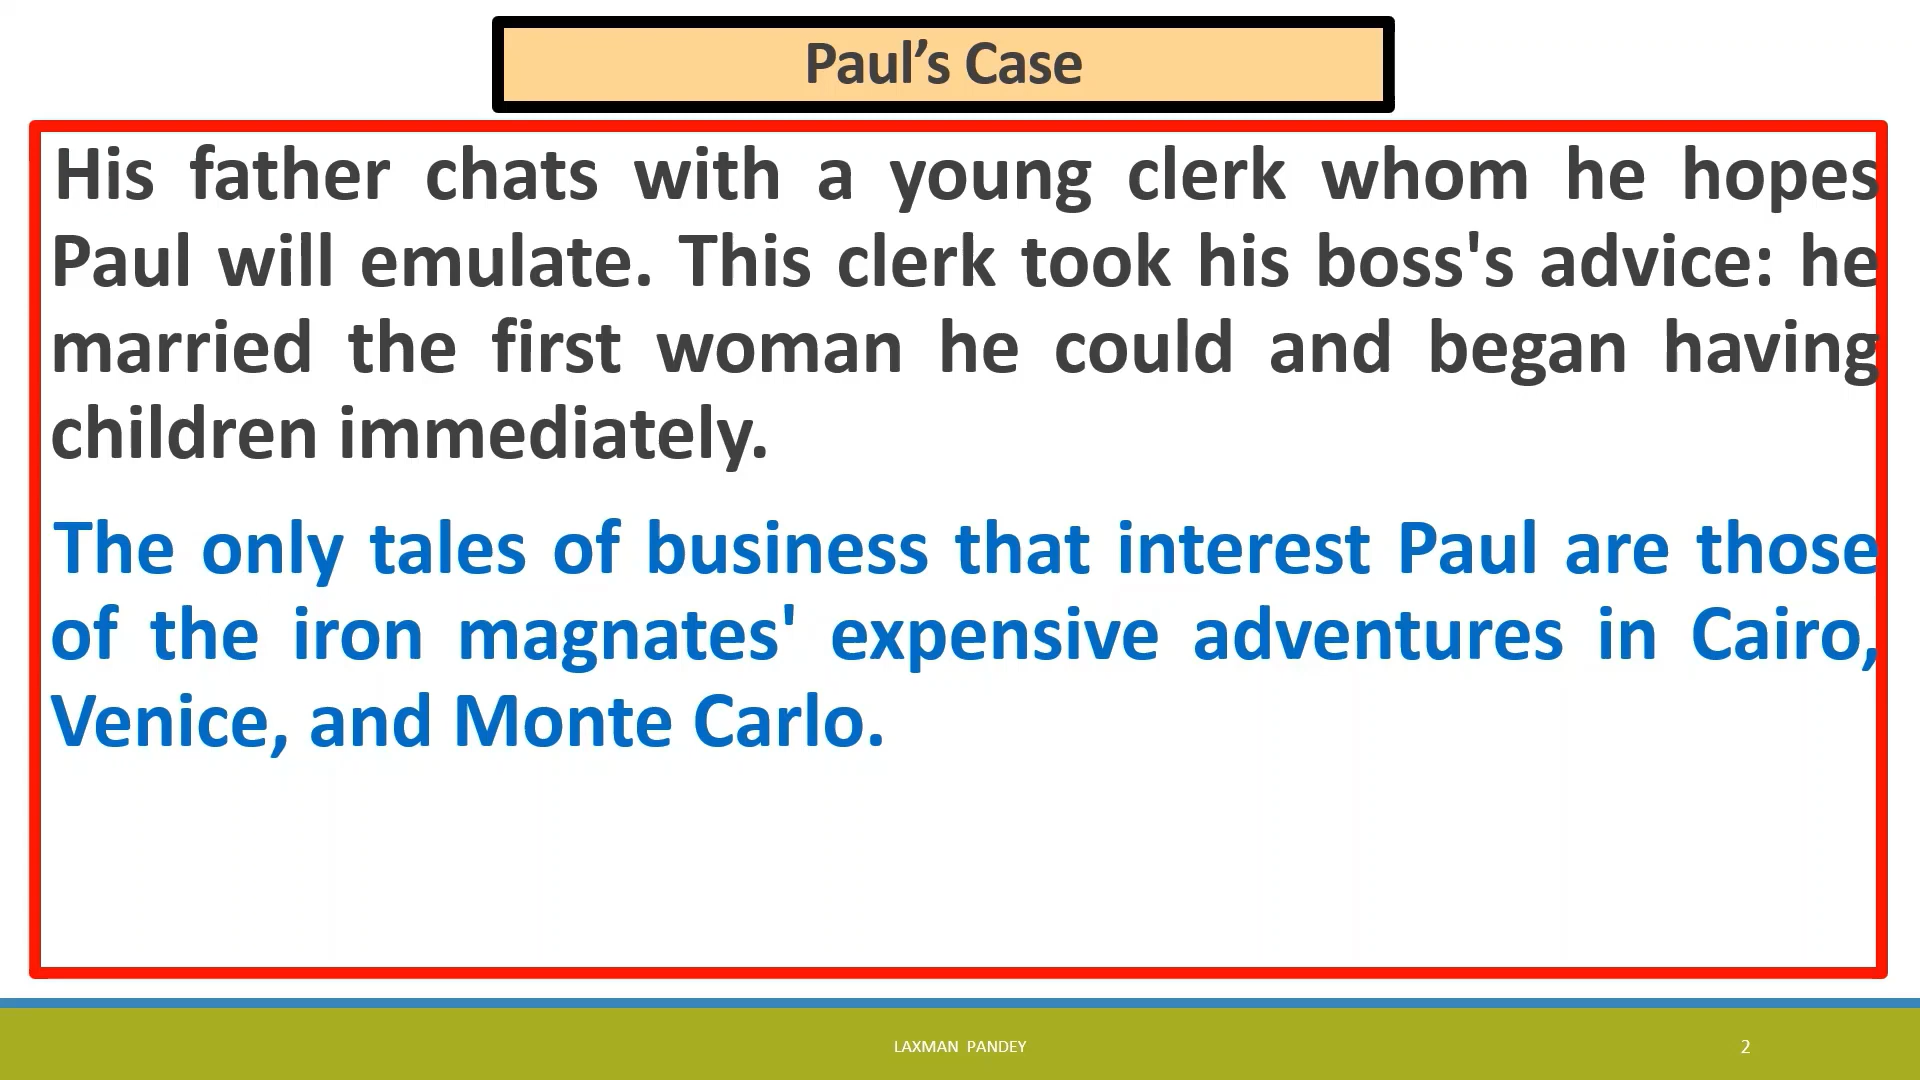 Paul’s Case
His father chats with a young clerk whom he hopes
Paul will emulate. This clerk took his boss's advice: he
married the first woman he could and began having
children immediately.
The only tales of business that interest Paul are those
of the iron magnates' expensive adventures in Cairo,
Venice, and Monte Carlo.
LAXMAN PANDEY
2